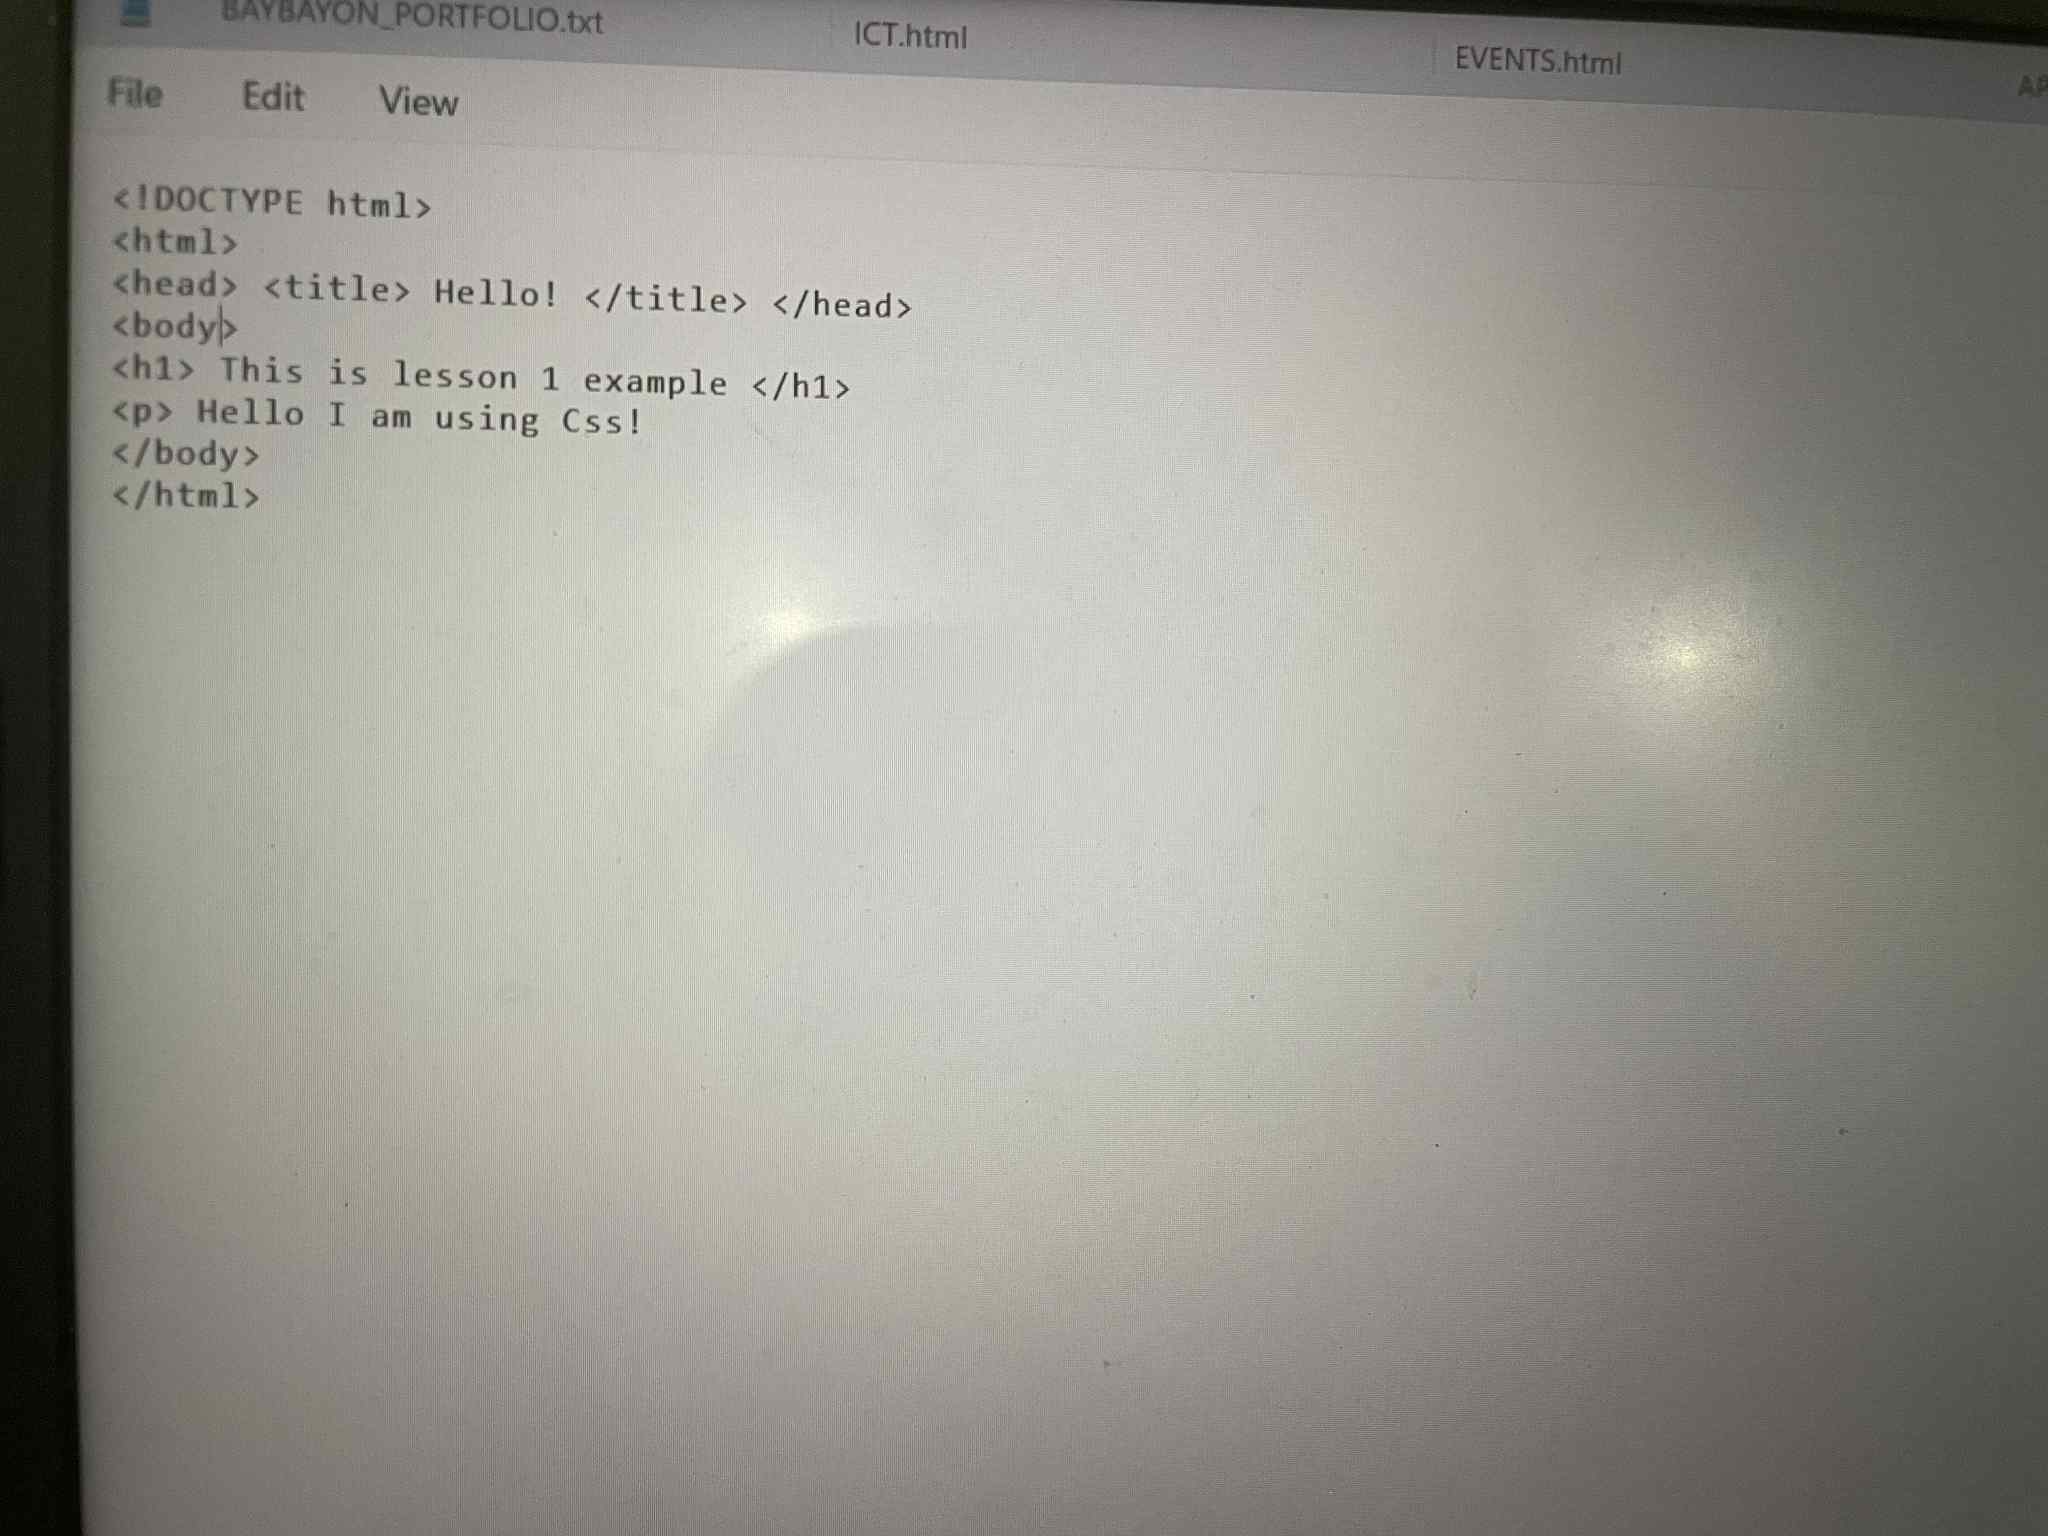 BAYBAYON_PORTFOLIO.txt ICT.html EVENTS.html
File Edit View
<!DOCTYPE html>
<html>
<head> <title> Hello! </title> </head>
<body>
<h1> This is lesson 1 example </h1>
<p> Hello I am using Css!
</body>
</html>